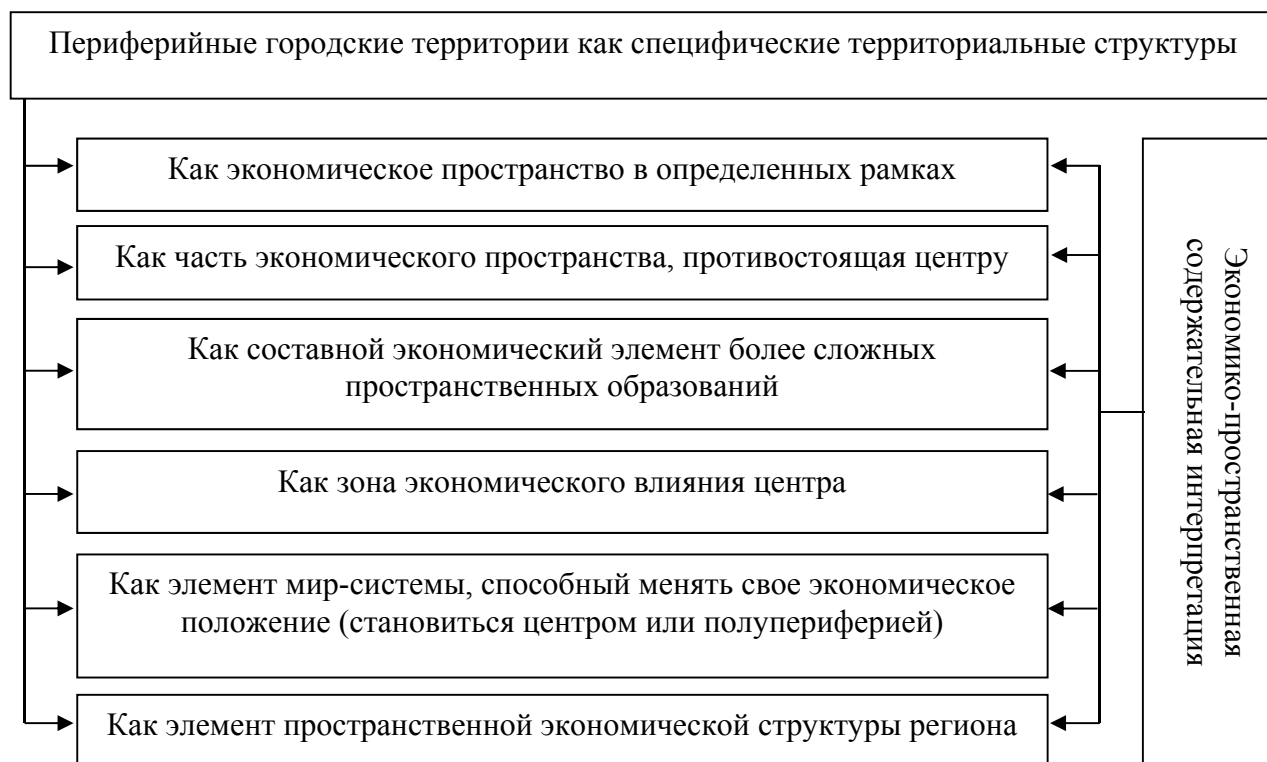 Периферийные городские территории как специфические территориальные структуры
Как экономическое пространство в определенных рамках
Как часть экономического пространства, противостоящая центру
Как составной экономический элемент более сложных
пространственных образований
Как зона экономического влияния центра
Как элемент мир-системы, способный менять свое экономическое
положение (становиться центром или полупериферией)
Как элемент пространственной экономической структуры региона
Экономико-пространственная
содержательная интерпретация